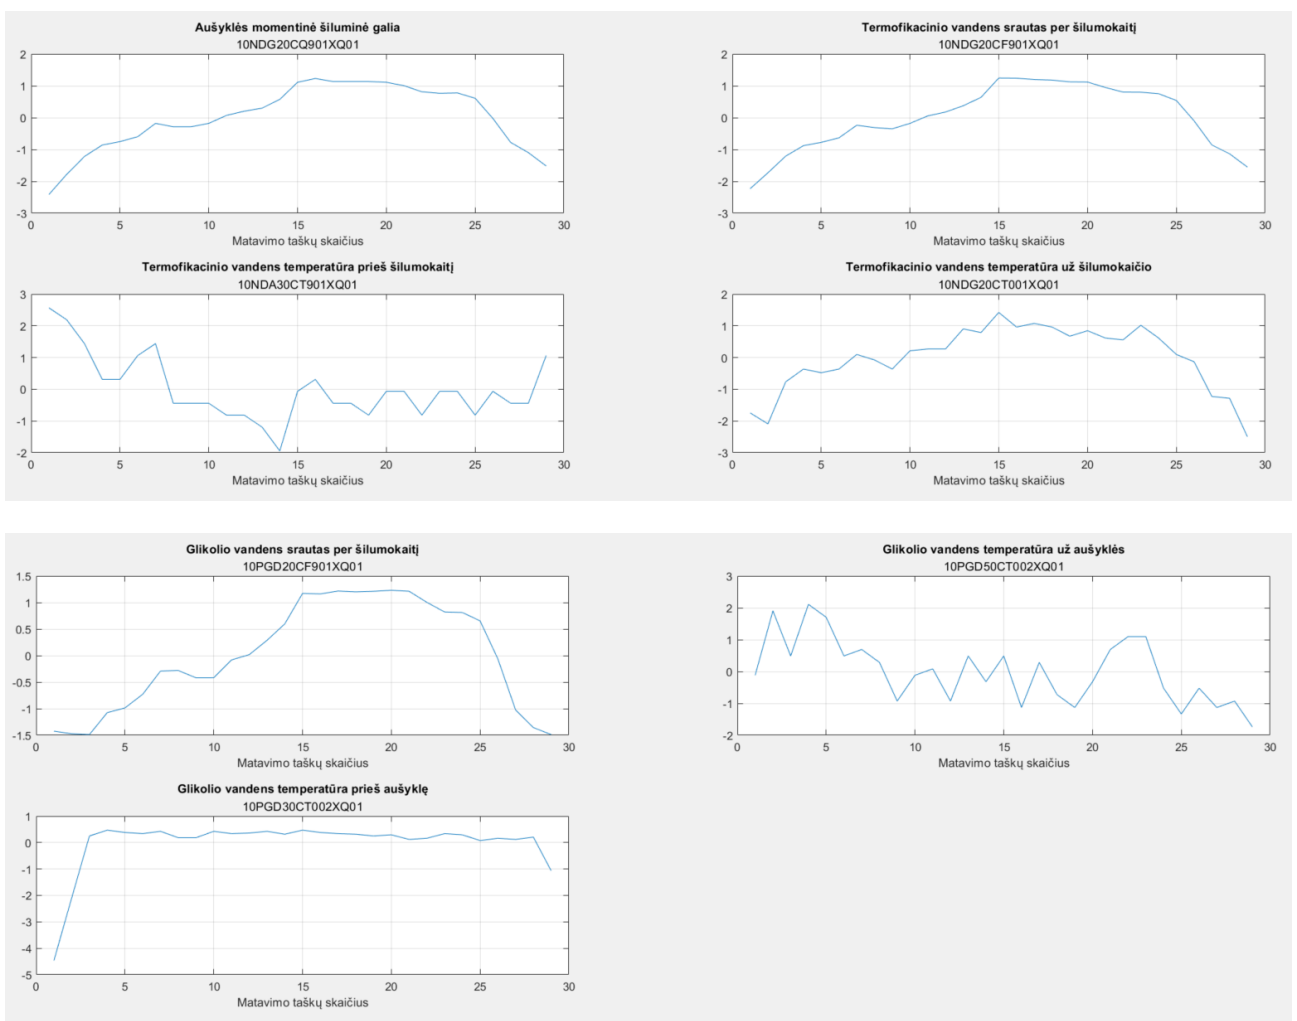 Aušyklės momentinė šiluminė galia
10NDG20CQ901XQ01
2
1
0
-1
-2
-3
0 5 10 15 20 25 30
Matavimo taškų skaičius
Termofikacinio vandens srautas per šilumokaitį
10NDG20CF901XQ01
2
1
0
-1
-2
-3
0 5 10 15 20 25 30
Matavimo taškų skaičius
Termofikacinio vandens temperatūra prieš šilumokaitį
10NDA30CT901XQ01
3
2
1
0
-1
-2
0 5 10 15 20 25 30
Matavimo taškų skaičius
Termofikacinio vandens temperatūra už šilumokaičio
10NDG20CT001XQ01
2
1
0
-1
-2
-3
0 5 10 15 20 25 30
Matavimo taškų skaičius
Glikolio vandens srautas per šilumokaitį
10PGD20CF901XQ01
1.5
1
0.5
0
-0.5
-1
-1.5
0 5 10 15 20 25 30
Matavimo taškų skaičius
Glikolio vandens temperatūra už aušyklės
10PGD50CT002XQ01
3
2
1
0
-1
-2
0 5 10 15 20 25 30
Matavimo taškų skaičius
Glikolio vandens temperatūra prieš aušyklę
10PGD30CT002XQ01
1
0
-1
-2
-3
-4
-5
0 5 10 15 20 25 30
Matavimo taškų skaičius